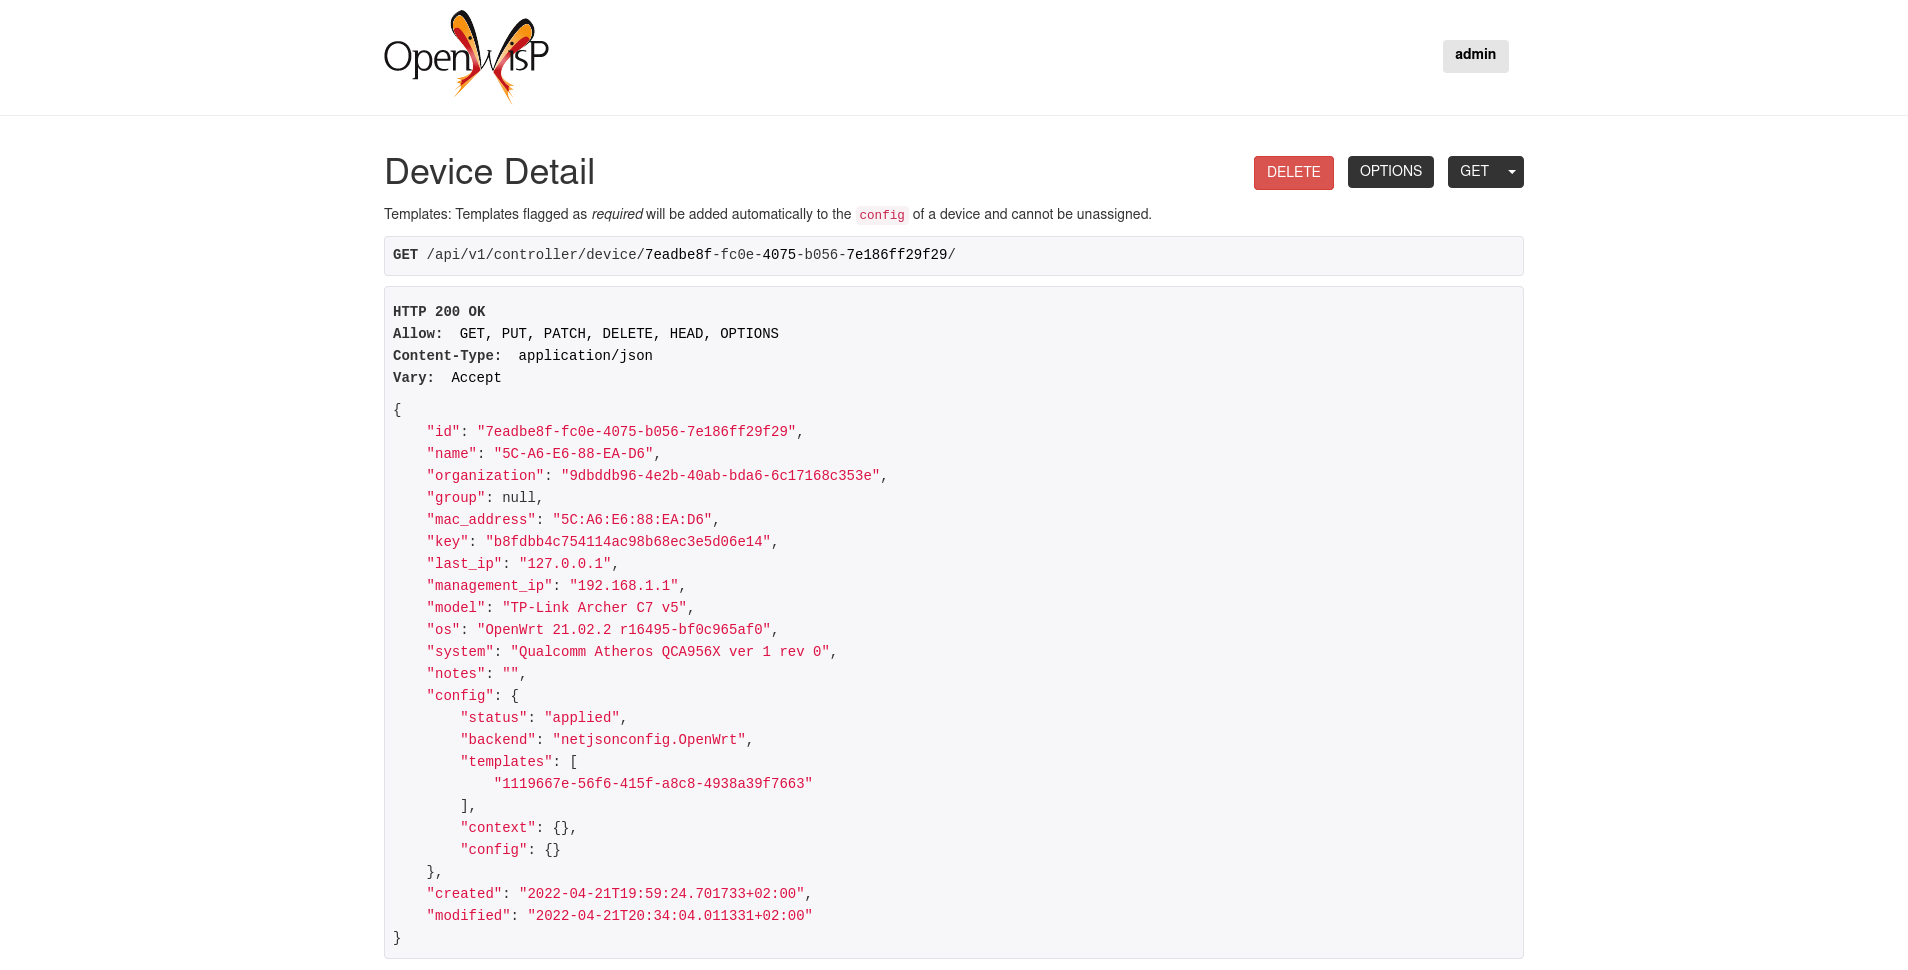 OpenWISP
admin
Device Detail
DELETE
OPTIONS
GET
Templates: Templates flagged as required will be added automatically to the config of a device and cannot be unassigned.
GET /api/v1/controller/device/7eadbe8f-fc0e-4075-b056-7e186ff29f29/
HTTP 200 OK
Allow: GET, PUT, PATCH, DELETE, HEAD, OPTIONS
Content-Type: application/json
Vary: Accept
{
    "id": "7eadbe8f-fc0e-4075-b056-7e186ff29f29",
    "name": "5C-A6-E6-88-EA-D6",
    "organization": "9dbddb96-4e2b-40ab-bda6-6c17168c353e",
    "group": null,
    "mac_address": "5C:A6:E6:88:EA:D6",
    "key": "b8fdbb4c754114ac98b68ec3e5d06e14",
    "last_ip": "127.0.0.1",
    "management_ip": "192.168.1.1",
    "model": "TP-Link Archer C7 v5",
    "os": "OpenWrt 21.02.2 r16495-bf0c965af0",
    "system": "Qualcomm Atheros QCA956X ver 1 rev 0",
    "notes": "",
    "config": {
        "status": "applied",
        "backend": "netjsonconfig.OpenWrt",
        "templates": [
            "1119667e-56f6-415f-a8c8-4938a39f7663"
        ],
        "context": {},
        "config": {}
    },
    "created": "2022-04-21T19:59:24.701733+02:00",
    "modified": "2022-04-21T20:34:04.011331+02:00"
}